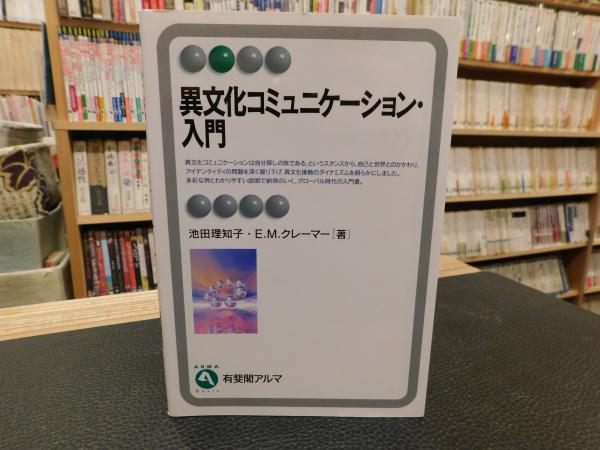 異文化コミュニケーション・
入門
異文化コミュニケーションは自分探しの旅である、というスタンスから、自己と世界とのかかわり、
アイデンティティの問題を深く掘り下げ、異文化接触のダイナミズムを明らかにしました。
多彩な例とわかりやすい説明で納得のいく、グローバル時代の入門書。
池田理知子・E.M.クレーマー[著]
ARMA
Basic
有斐閣アルマ